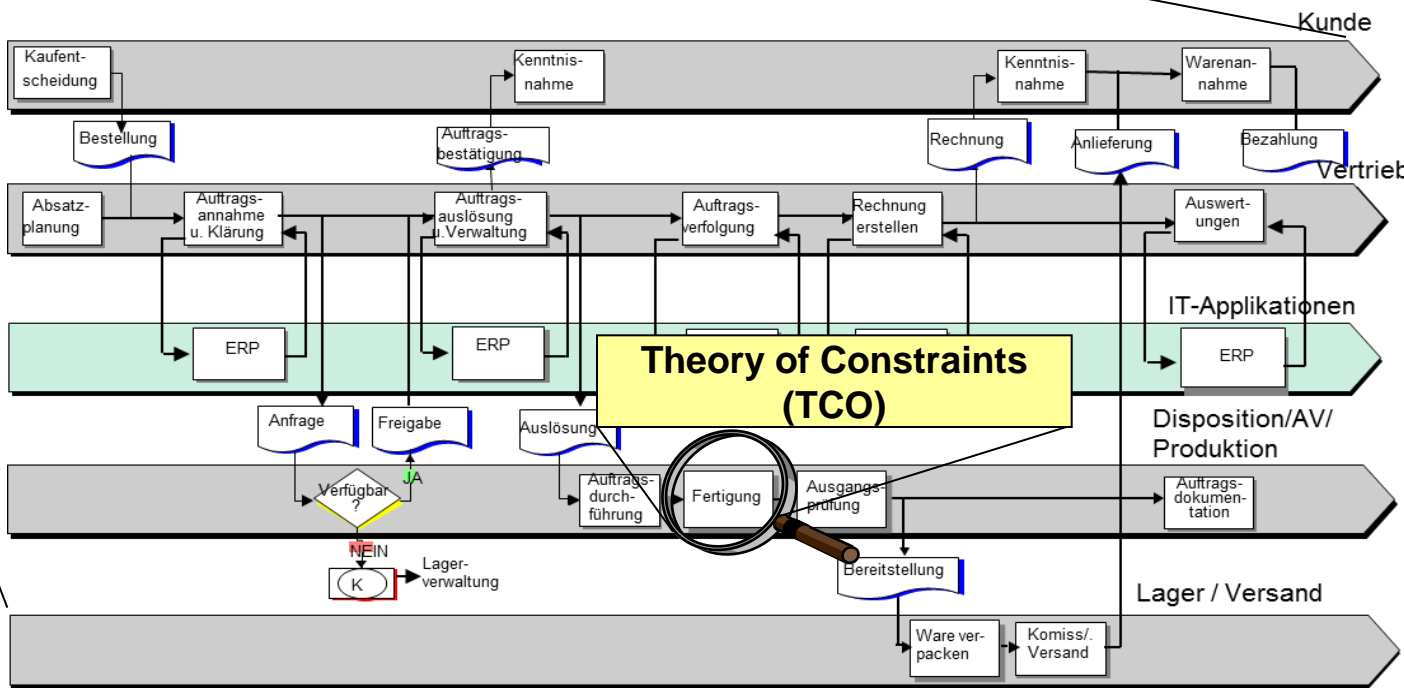 Kunde
Kaufent-
scheidung
Kenntnis-
nahme
Kenntnis-
nahme
Warenan-
nahme
Bestellung
Auftrags-
bestätigung
Rechnung
Anlieferung
Bezahlung
Vertrieb
Absatz-
planung
Auftrags-
annahme
u. Klärung
Auftrags-
auslösung
u.Verwaltung
Auftrags-
verfolgung
Rechnung
erstellen
Auswert-
ungen
IT-Applikationen
ERP
ERP
ERP
Theory of Constraints
(TCO)
Disposition/AV/
Produktion
Anfrage
Freigabe
Auslösung
Verfügbar
?
JA
NEIN
K
Lager-
verwaltung
Auftrags-
durch-
führung
Fertigung
Ausgangs-
prüfung
Auftrags-
dokumen-
tation
Bereitstellung
Lager / Versand
Ware ver-
packen
Komiss/.
Versand